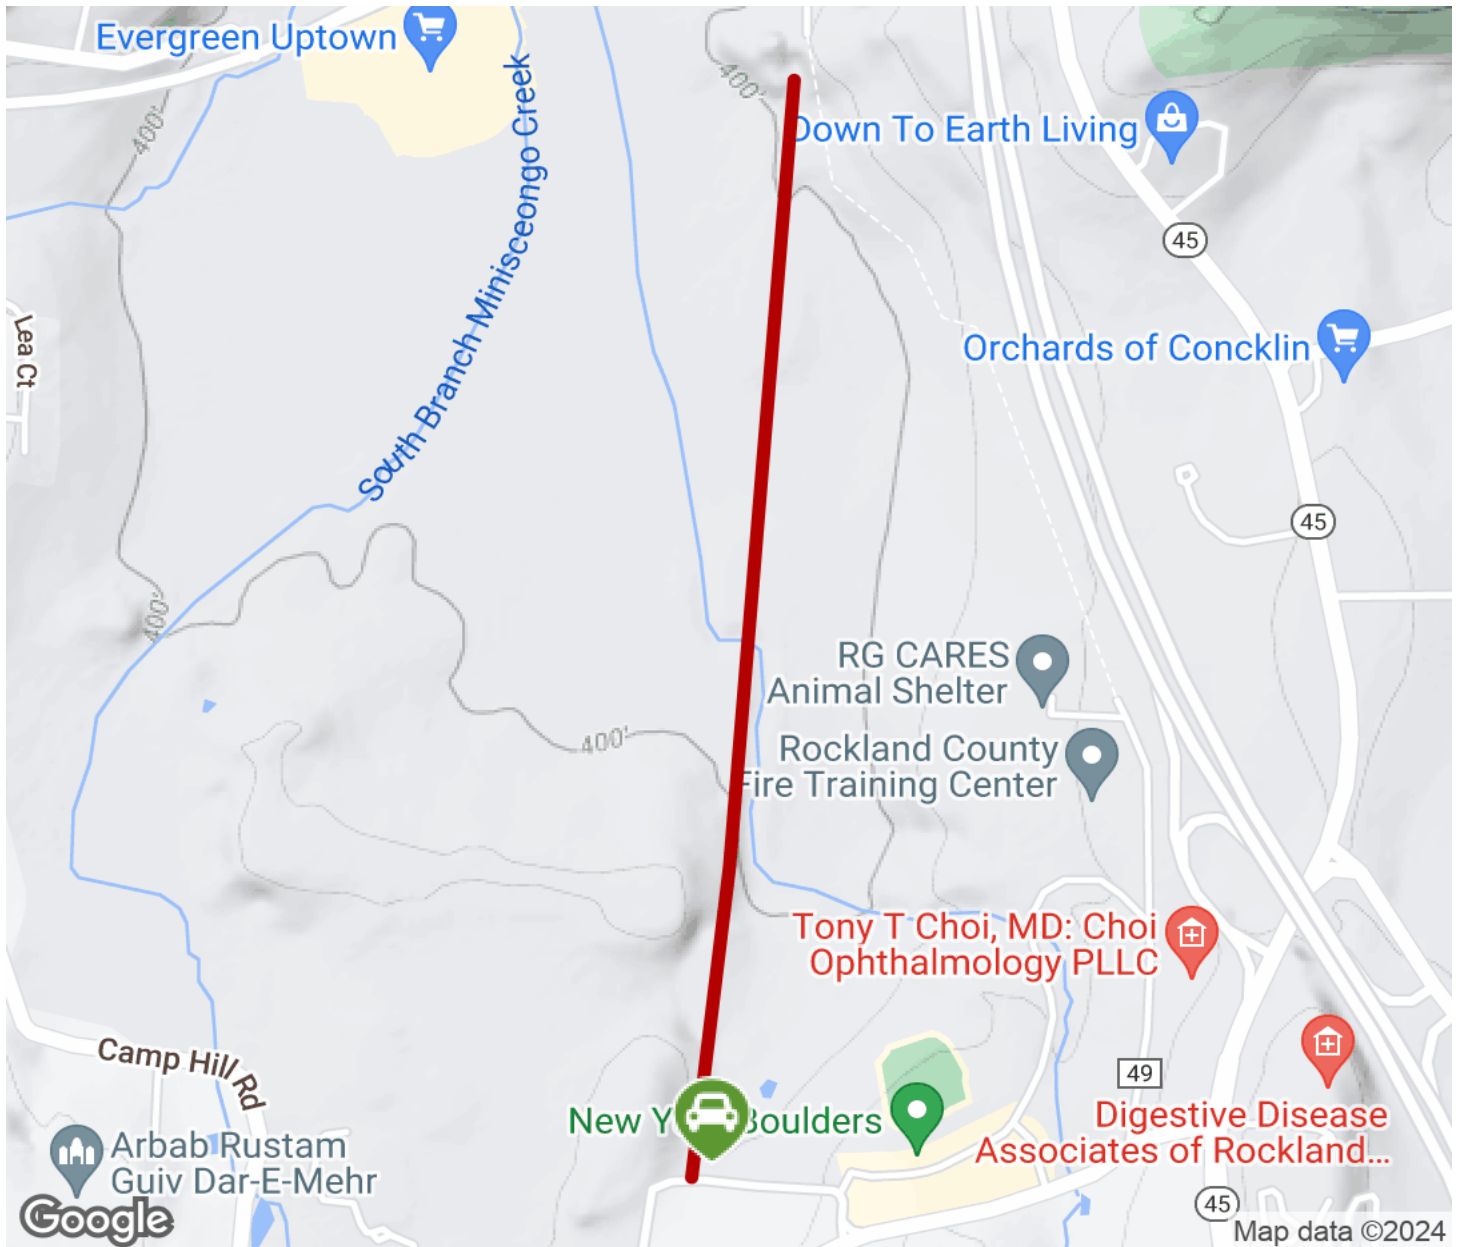 Evergreen Uptown
400'
400'
South Branch Minisceongo Creek
Down To Earth Living
45
Lea Ct
Orchards of Concklin
45
400'
RG CARES
Animal Shelter
400'
Rockland County
Fire Training Center
Tony T Choi, MD: Choi
Ophthalmology PLLC
Camp Hill Rd
49
New Y Boulders
Digestive Disease
Associates of Rockland...
Arbab Rustam
Guiv Dar-E-Mehr
45
Google
Map data ©2024